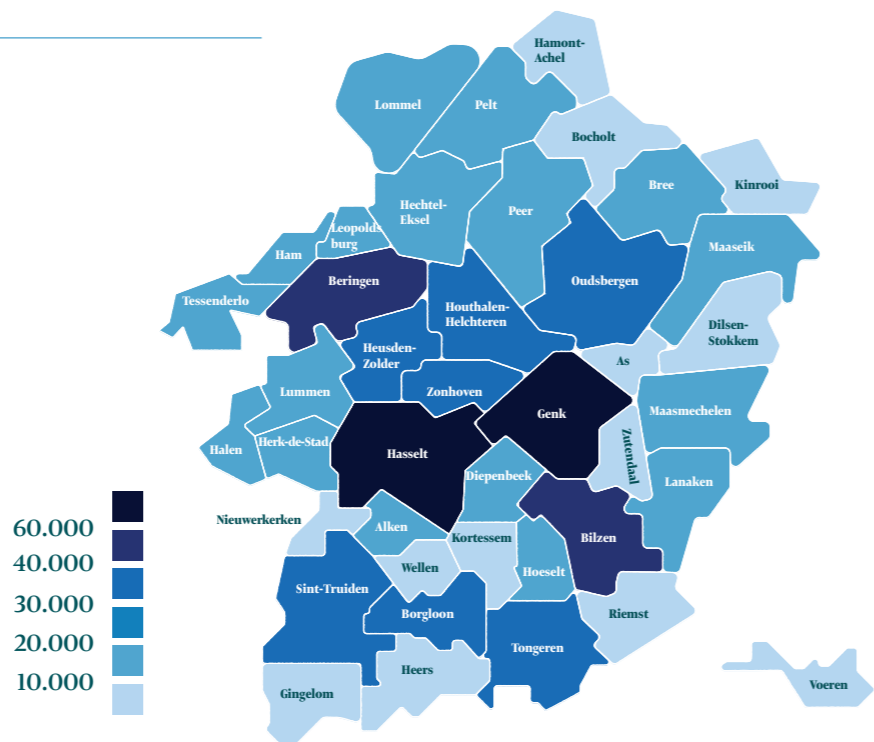 Hamont-
Achel
Lommel
Pelt
Bocholt
Bree
Kinrooi
Hechtel-
Eksel
Peer
Leopolds
burg
Ham
Maaseik
Beringen
Oudsbergen
Tessenderlo
Houthalen-
Helchteren
Dilsen-
Stokkem
Heusden-
Zolder
As
Lummen
Zonhoven
Genk
Maasmechelen
Herk-de-Stad
Halen
Hasselt
Zutendaal
Diepenbeek
Lanaken
Nieuwerkerken
Alken
Kortessem
Bilzen
Wellen
Hoeselt
Sint-Truiden
Borgloon
Riemst
Tongeren
Heers
Gingelom
Voeren
60.000
40.000
30.000
20.000
10.000